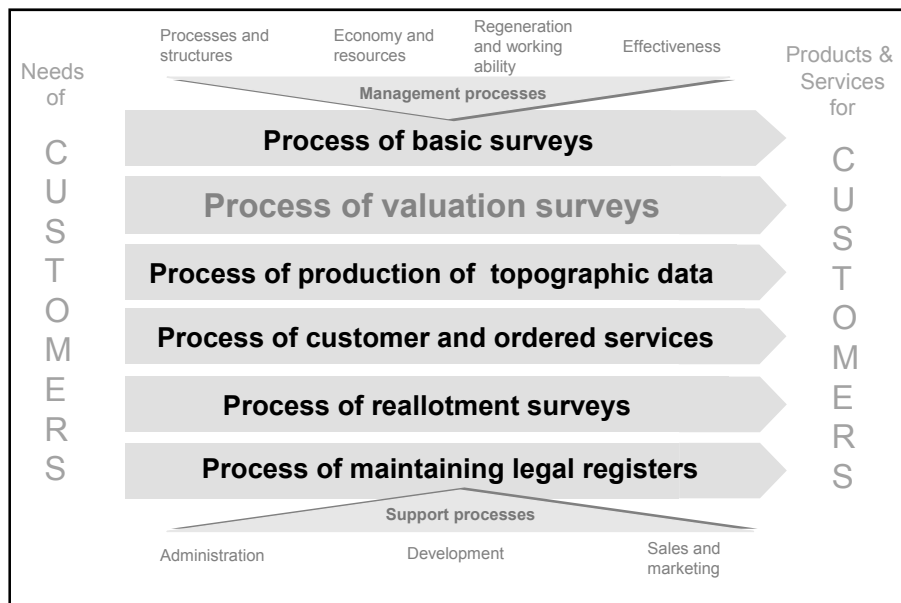 Processes and
structures
Economy and
resources
Regeneration
and working
ability
Effectiveness
Management processes
Needs
of
C
U
S
T
O
M
E
R
S
Process of basic surveys
Process of valuation surveys
Process of production of topographic data
Process of customer and ordered services
Process of reallotment surveys
Process of maintaining legal registers
Products &
Services
for
C
U
S
T
O
M
E
R
S
Support processes
Administration
Development
Sales and
marketing